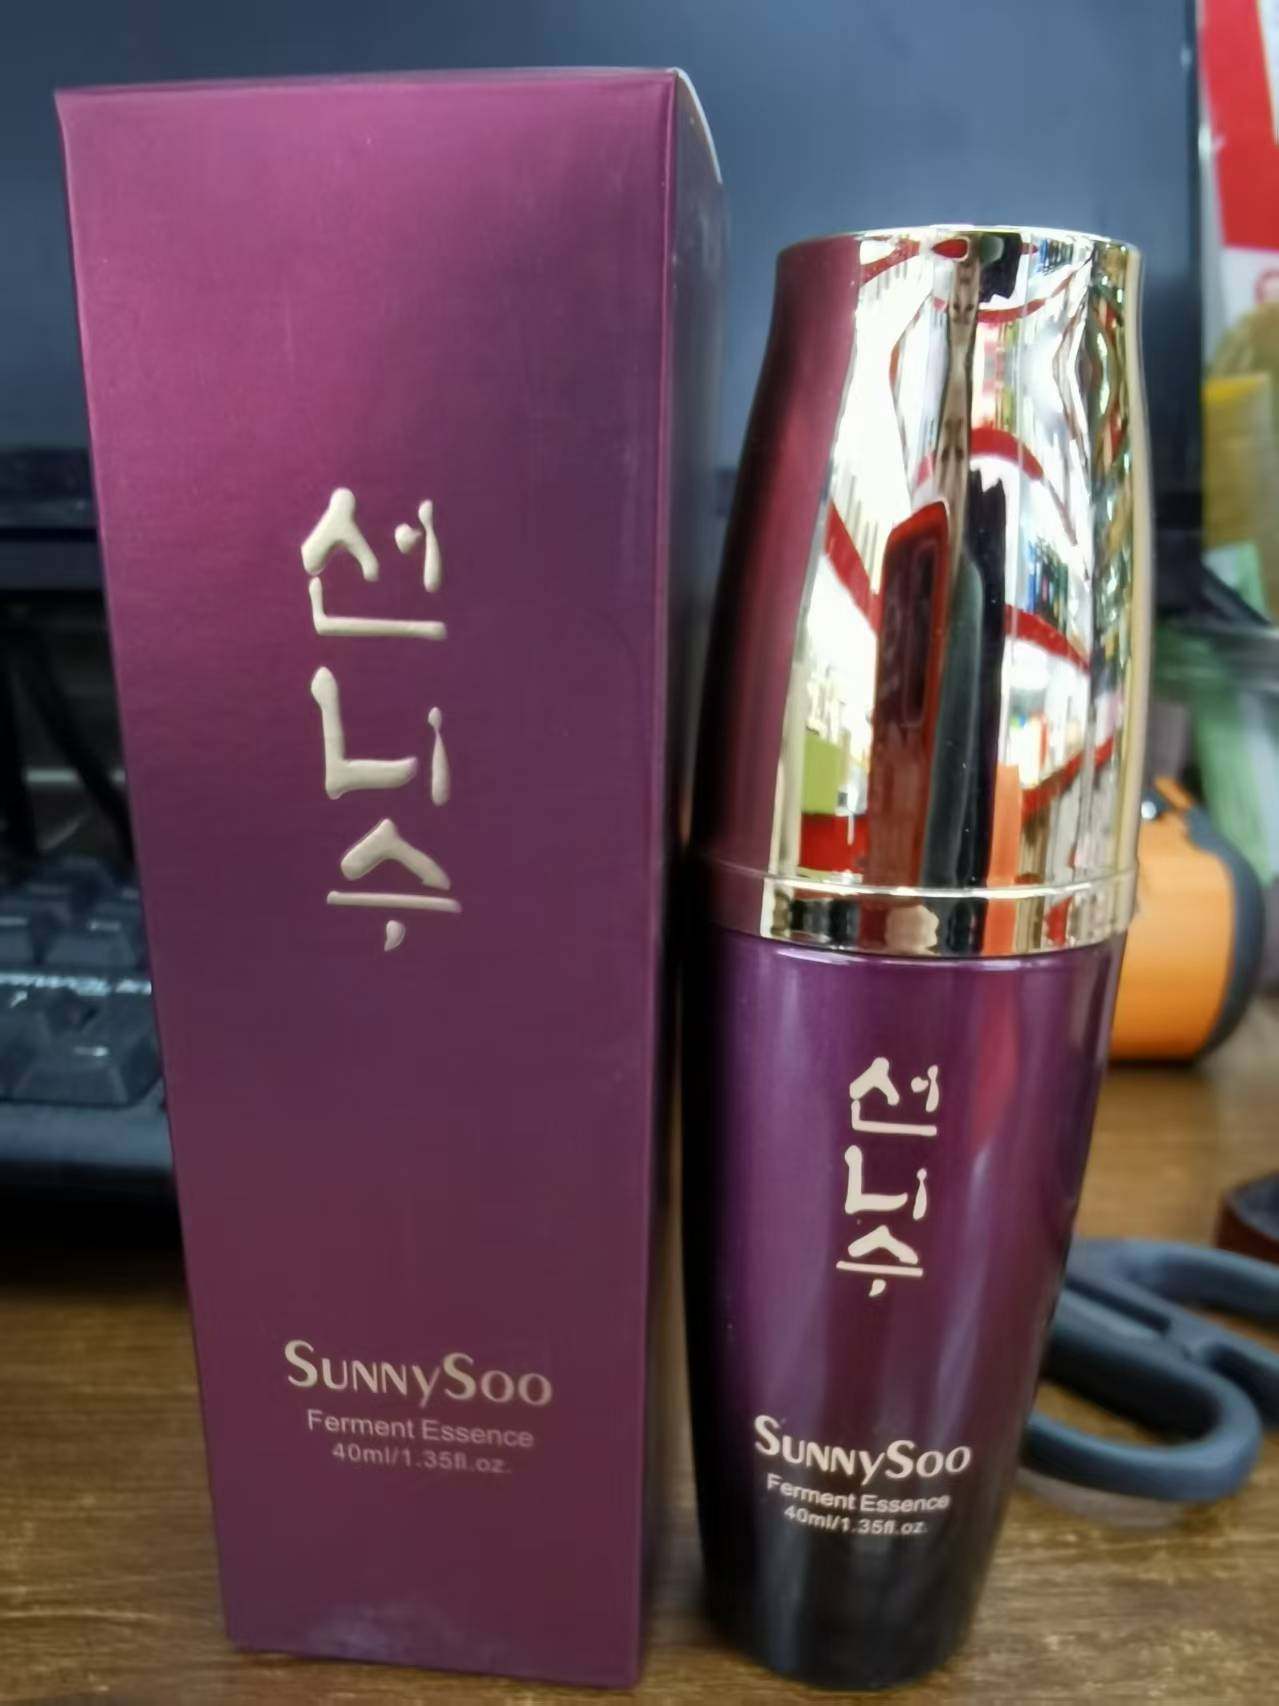 선
니
수
SUNNYSOO
Ferment Essence
40ml/1.35fl.oz.
선
니
수
SUNNYSOO
Ferment Essence
40ml/1.35fl.oz.